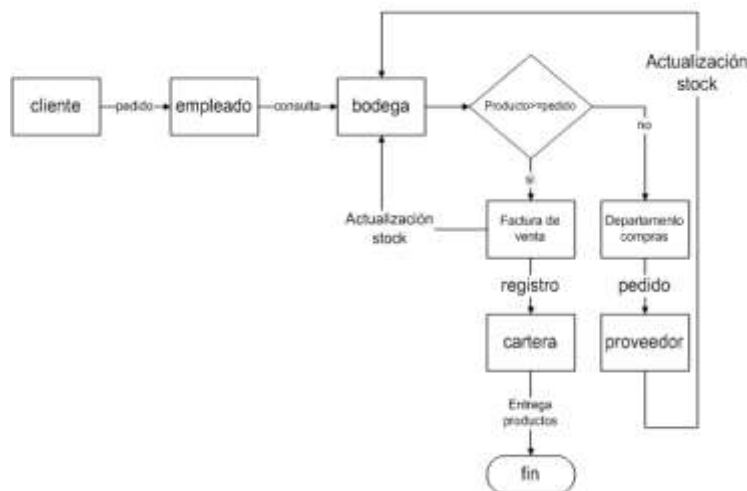 Actualización
stock
cliente
pedido
empleado
consulta
bodega
Producto>=pedido
no
si
Actualización
stock
Factura de
venta
Departamento
compras
registro
pedido
cartera
proveedor
Entrega
productos
fin